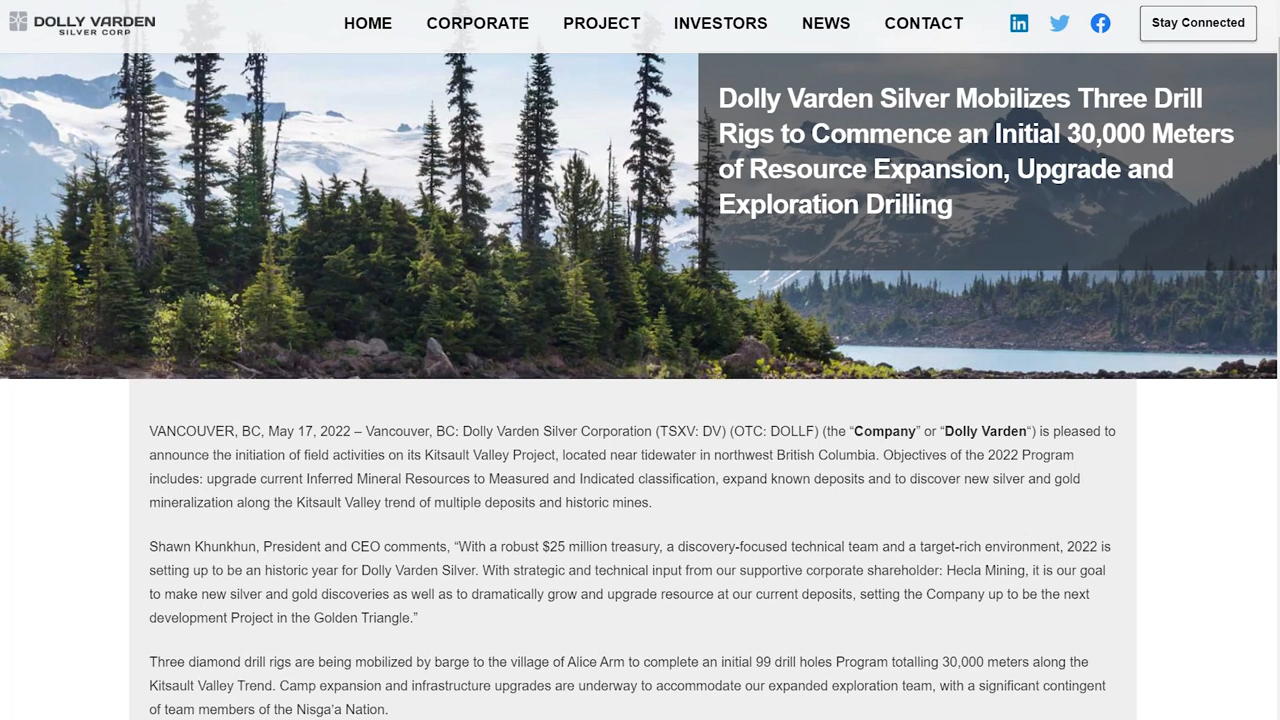 DOLLY VARDEN
SILVER CORP
HOME CORPORATE PROJECT INVESTORS NEWS CONTACT
Stay Connected
Dolly Varden Silver Mobilizes Three Drill
Rigs to Commence an Initial 30,000 Meters
of Resource Expansion, Upgrade and
Exploration Drilling
VANCOUVER, BC, May 17, 2022 – Vancouver, BC: Dolly Varden Silver Corporation (TSXV: DV) (OTC: DOLLF) (the “Company” or “Dolly Varden“) is pleased to
announce the initiation of field activities on its Kitsault Valley Project, located near tidewater in northwest British Columbia. Objectives of the 2022 Program
includes: upgrade current Inferred Mineral Resources to Measured and Indicated classification, expand known deposits and to discover new silver and gold
mineralization along the Kitsault Valley trend of multiple deposits and historic mines.
Shawn Khunkhun, President and CEO comments, “With a robust $25 million treasury, a discovery-focused technical team and a target-rich environment, 2022 is
setting up to be an historic year for Dolly Varden Silver. With strategic and technical input from our supportive corporate shareholder: Hecla Mining, it is our goal
to make new silver and gold discoveries as well as to dramatically grow and upgrade resource at our current deposits, setting the Company up to be the next
development Project in the Golden Triangle.”
Three diamond drill rigs are being mobilized by barge to the village of Alice Arm to complete an initial 99 drill holes Program totalling 30,000 meters along the
Kitsault Valley Trend. Camp expansion and infrastructure upgrades are underway to accommodate our expanded exploration team, with a significant contingent
of team members of the Nisga’a Nation.